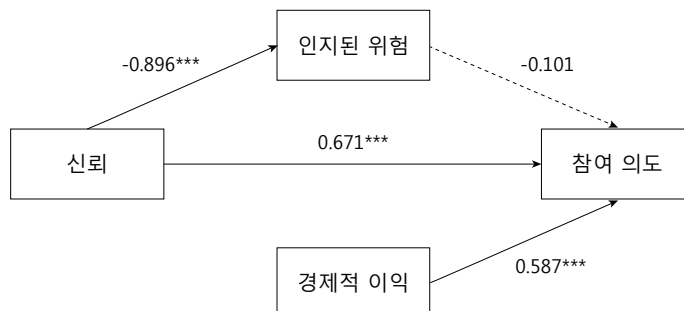 인지된 위험
-0.896***
-0.101
신뢰
0.671***
참여 의도
경제적 이익
0.587***